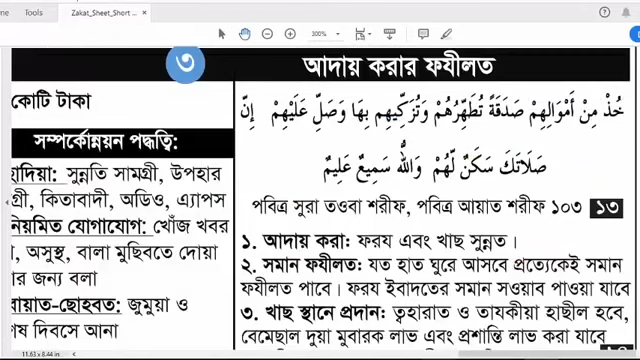 ome Tools Zakat_Sheet_Short ... ×
300%
৩ আদায় করার ফযীলত
কোটি টাকা
সম্পর্কোন্নয়ন পদ্ধতি:
হাদিয়া: সুন্নতি সামগ্রী, উপহার
গ্রী, কিতাবাদী, অডিও, এ্যাপস
নিয়মিত যোগাযোগ: খোঁজ খবর
, অসুস্থ, বালা মুছিবতে দোয়া
ার জন্য বলা
ায়াত-ছোহবত: জুমুয়া ও
শেষ দিবসে আনা
خُذْ مِنْ أَمْوَالِهِمْ صَدَقَةً تُطَهِّرُهُمْ وَتُزَكِّيهِم بِهَا وَصَلِّ عَلَيْهِمْ إِنَّ
صَلَاتَكَ سَكَنٌ لَّهُمْ وَاللَّهُ سَمِيعٌ عَلِيمٌ
পবিত্র সুরা তওবা শরীফ, পবিত্র আয়াত শরীফ ১০৩ ১৩
১. আদায় করা: ফরয এবং খাছ সুন্নত।
২. সমান ফযীলত: যত হাত ঘুরে আসবে প্রত্যেকেই সমান
ফযীলত পাবে। ফরয ইবাদতের সমান সওয়াব পাওয়া যাবে
৩. খাছ স্থানে প্রদান: ত্বহারাত ও তাযকীয়া হাছীল হবে,
বেমেছাল দুয়া মুবারক লাভ এবং প্রশান্তি লাভ করা যাবে
11.63 x 8.44 in